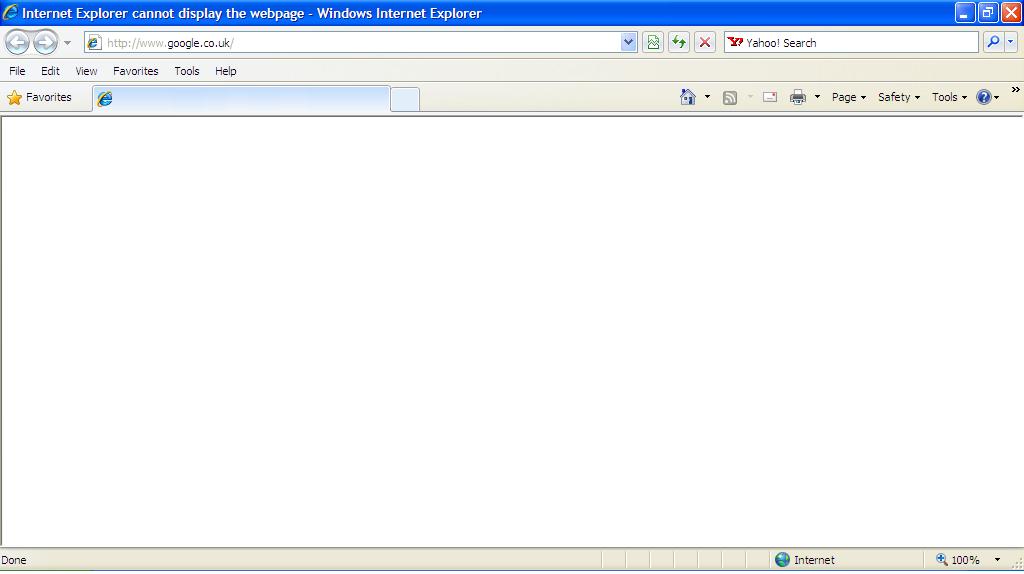 Internet Explorer cannot display the webpage - Windows Internet Explorer
http://www.google.co.uk/
Y! Yahoo! Search
File Edit View Favorites Tools Help
Favorites Page Safety Tools
Done Internet 100%